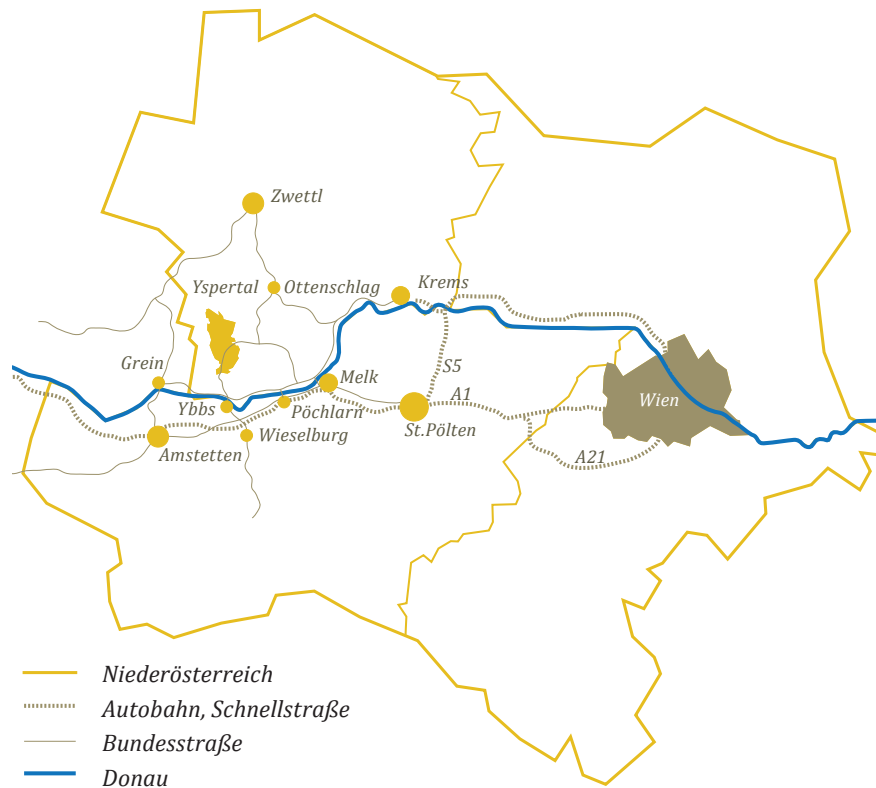 Zwettl
Yspertal
Ottenschlag
Krems
Grein
S5
Melk
A1
Ybbs
Pöchlarn
Wien
Wieselburg
St.Pölten
Amstetten
A21
Niederösterreich
Autobahn, Schnellstraße
Bundesstraße
Donau